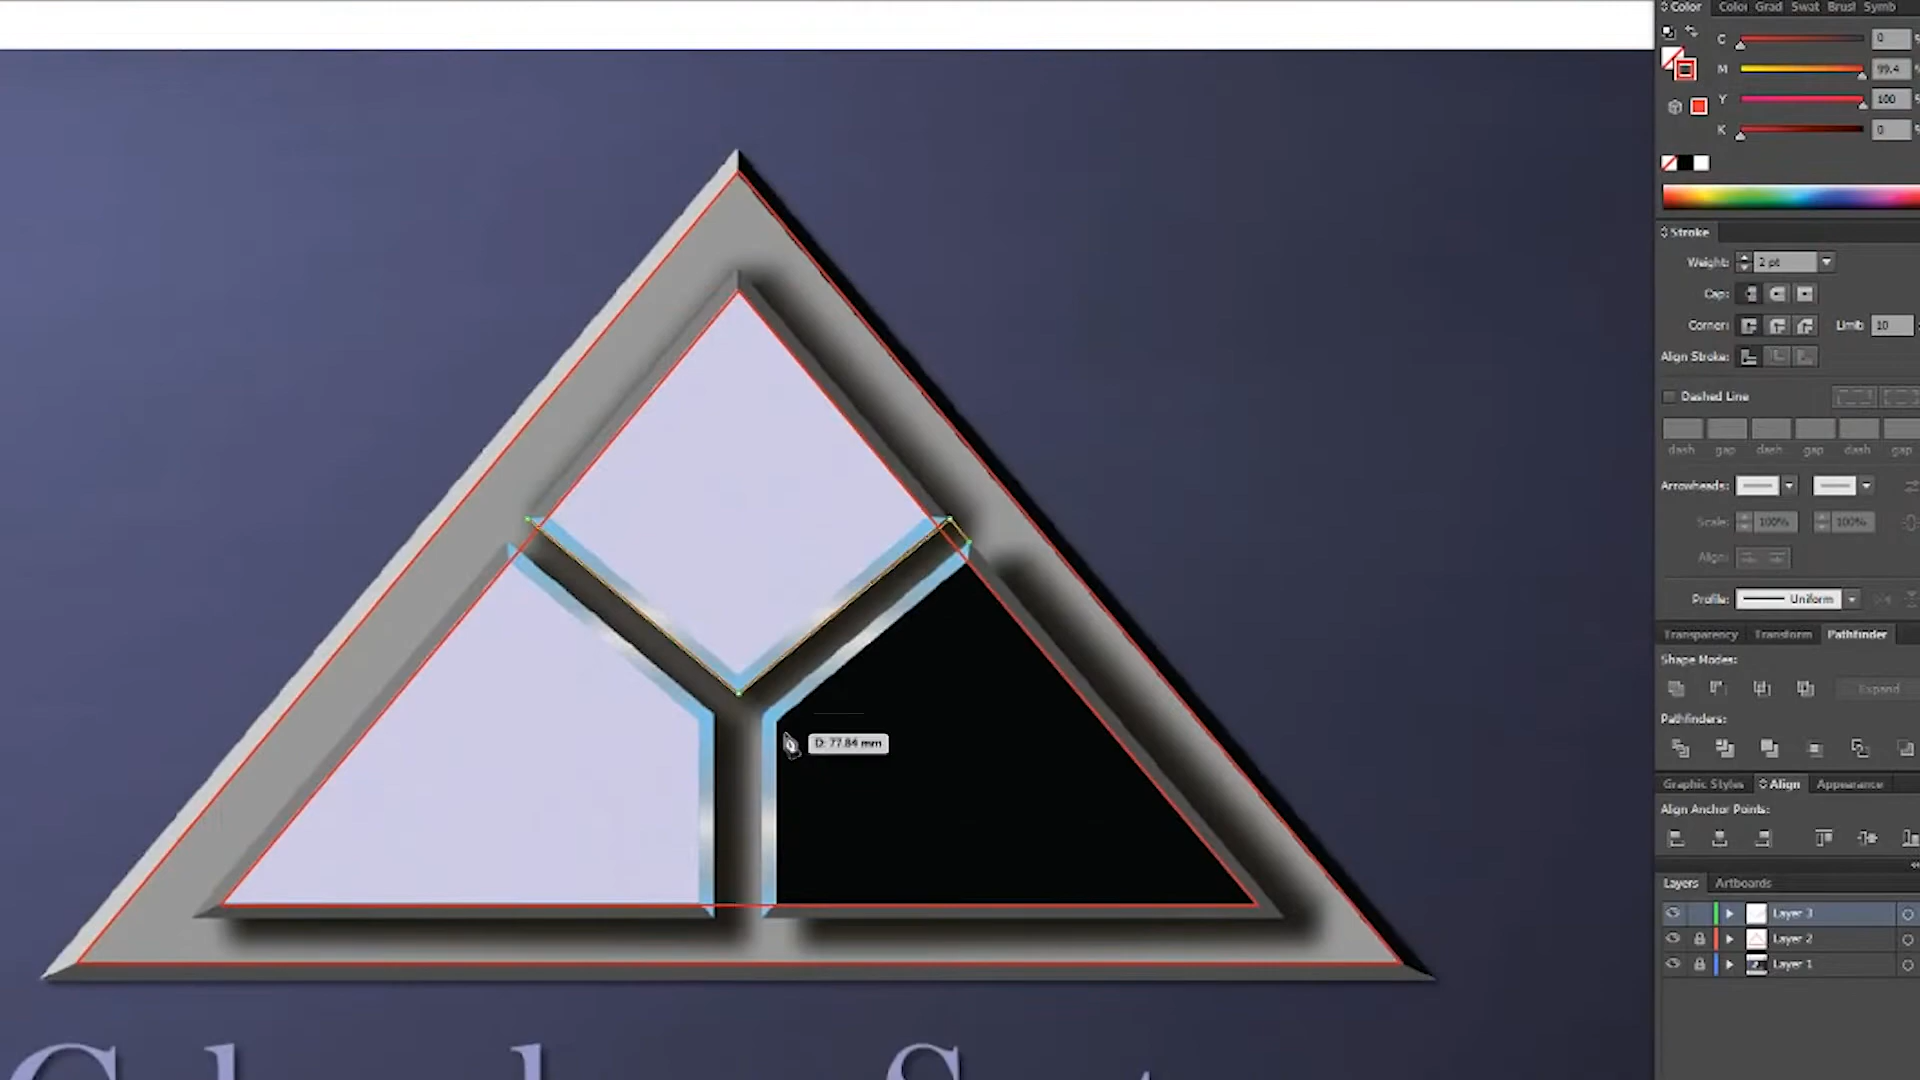 Color Colo Grad Swat Brus Symb
C 0
M 99.4
Y 100
K 0
Stroke
Weight: 2 pt
Cap:
Corner: Limit: 10
Align Stroke:
Dashed Line
dash gap dash gap dash gap
Arrowheads:
Scale: 100% 100%
Align:
Profile: Uniform
Transparency Transform Pathfinder
Shape Modes:
Expand
Pathfinders:
D: 77.84 mm
Graphic Styles Align Appearance
Align Anchor Points:
Layers Artboards
Layer 3
Layer 2
Layer 1